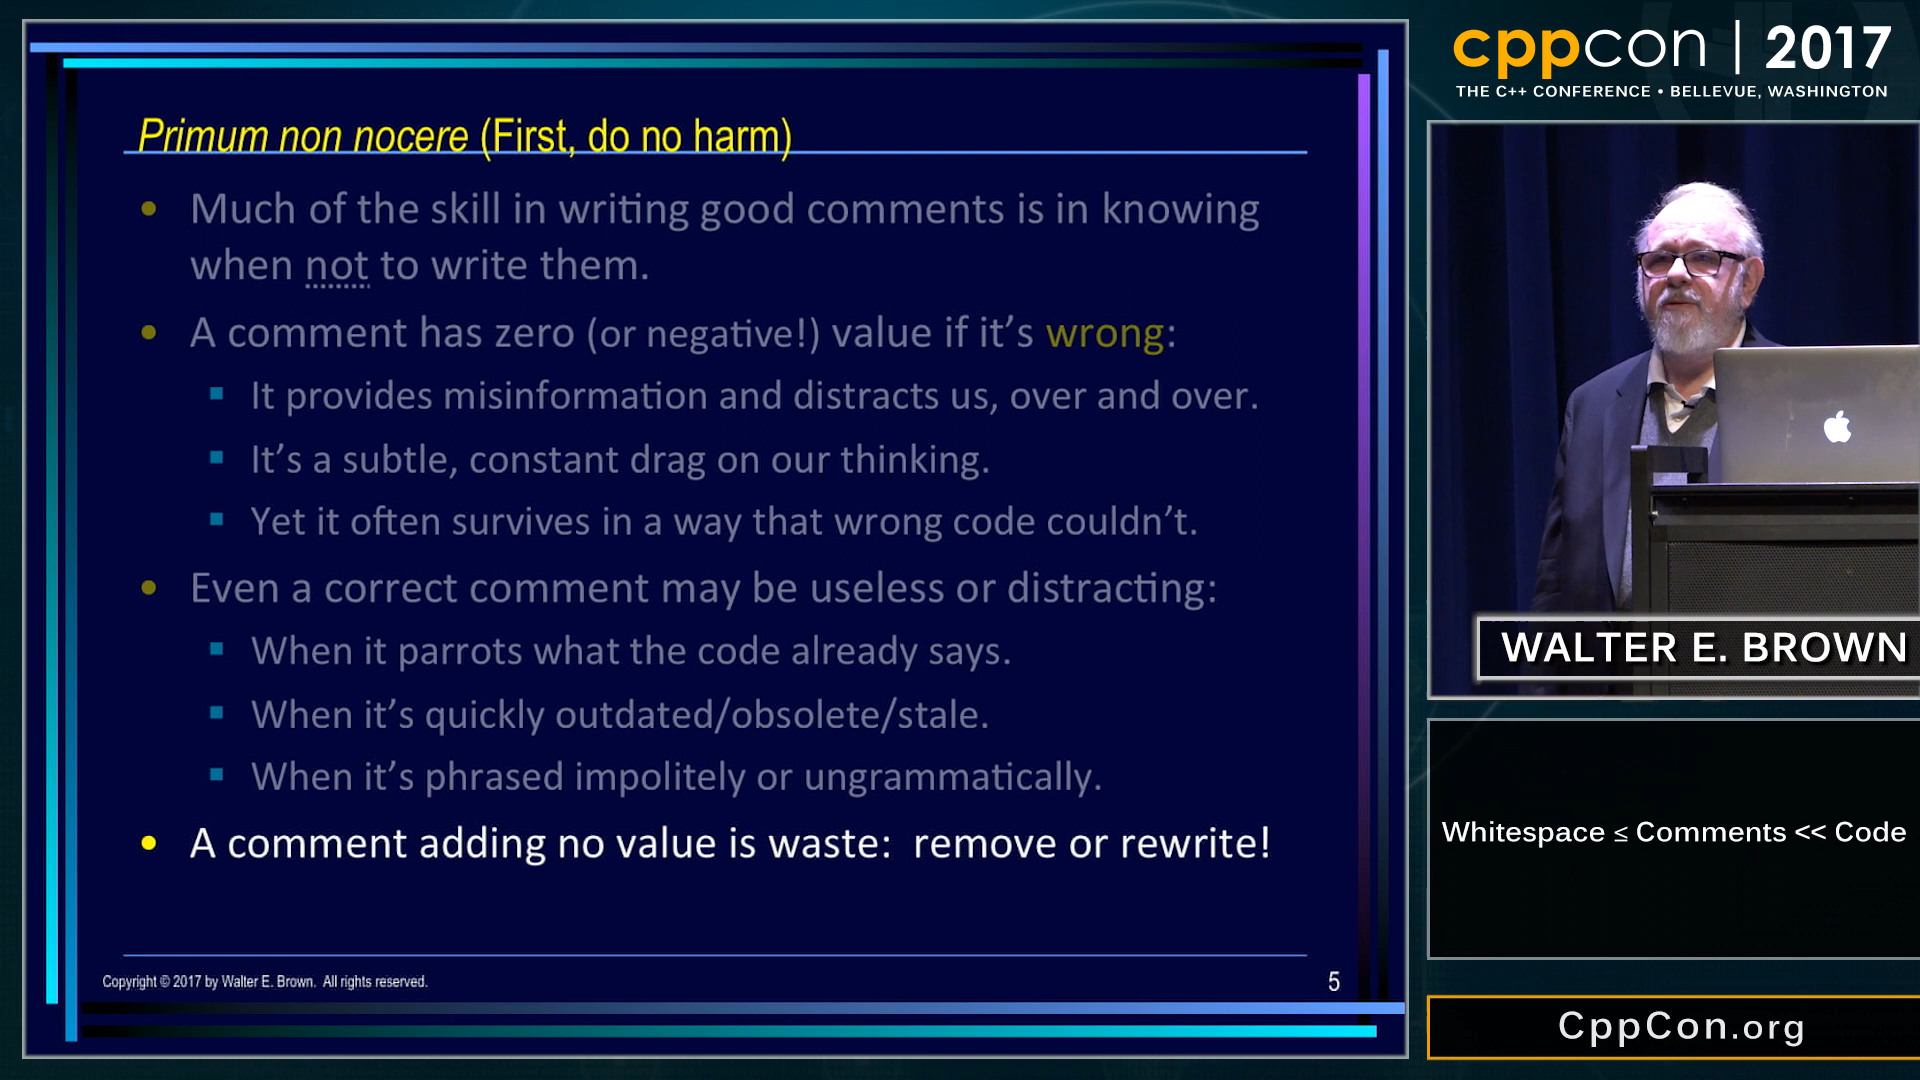 Primum non nocere (First, do no harm)
• Much of the skill in writing good comments is in knowing
when not to write them.
• A comment has zero (or negative!) value if it’s wrong:
▪ It provides misinformation and distracts us, over and over.
▪ It’s a subtle, constant drag on our thinking.
▪ Yet it often survives in a way that wrong code couldn’t.
• Even a correct comment may be useless or distracting:
▪ When it parrots what the code already says.
▪ When it’s quickly outdated/obsolete/stale.
▪ When it’s phrased impolitely or ungrammatically.
• A comment adding no value is waste: remove or rewrite!
Copyright © 2017 by Walter E. Brown. All rights reserved.
5
cppcon | 2017
THE C++ CONFERENCE • BELLEVUE, WASHINGTON
WALTER E. BROWN
Whitespace ≤ Comments << Code
CppCon.org